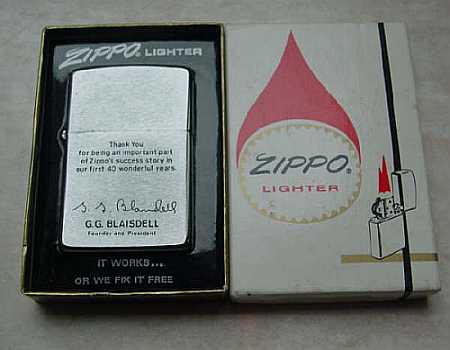 ZIPPO® LIGHTER
Thank You
for being an important part
of Zippo's success story in
our first 40 wonderful years.
G.G. Blaisdell
G.G. BLAISDELL
Founder and President
IT WORKS...
OR WE FIX IT FREE
ZIPPO®
LIGHTER